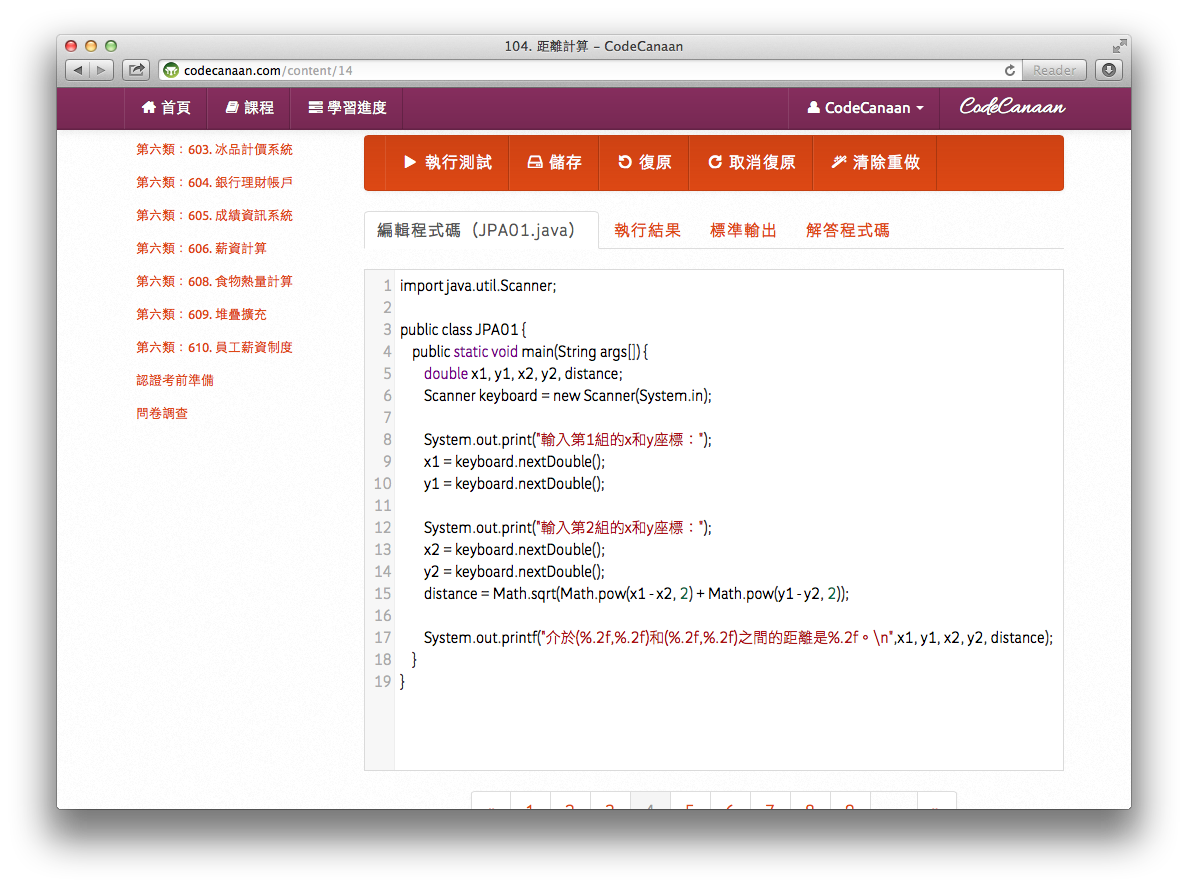 104. 距離計算 – CodeCanaan
codecanaan.com/content/14
Reader
首頁
課程
學習進度
CodeCanaan
CodeCanaan
第六類：603. 冰品計價系統
第六類：604. 銀行理財帳戶
第六類：605. 成績資訊系統
第六類：606. 薪資計算
第六類：608. 食物熱量計算
第六類：609. 堆疊擴充
第六類：610. 員工薪資制度
認證考前準備
問卷調查
執行測試
儲存
復原
取消復原
清除重做
編輯程式碼（JPA01.java）
執行結果
標準輸出
解答程式碼
1 import java.util.Scanner;
2
3 public class JPA01 {
4 public static void main(String args[]) {
5 double x1, y1, x2, y2, distance;
6 Scanner keyboard = new Scanner(System.in);
7
8 System.out.print("輸入第1組的x和y座標：");
9 x1 = keyboard.nextDouble();
10 y1 = keyboard.nextDouble();
11
12 System.out.print("輸入第2組的x和y座標：");
13 x2 = keyboard.nextDouble();
14 y2 = keyboard.nextDouble();
15 distance = Math.sqrt(Math.pow(x1 - x2, 2) + Math.pow(y1 - y2, 2));
16
17 System.out.printf("介於(%.2f,%.2f)和(%.2f,%.2f)之間的距離是%.2f。\n",x1, y1, x2, y2, distance);
18 }
19 }
« 1 2 3 4 5 6 7 8 9 »